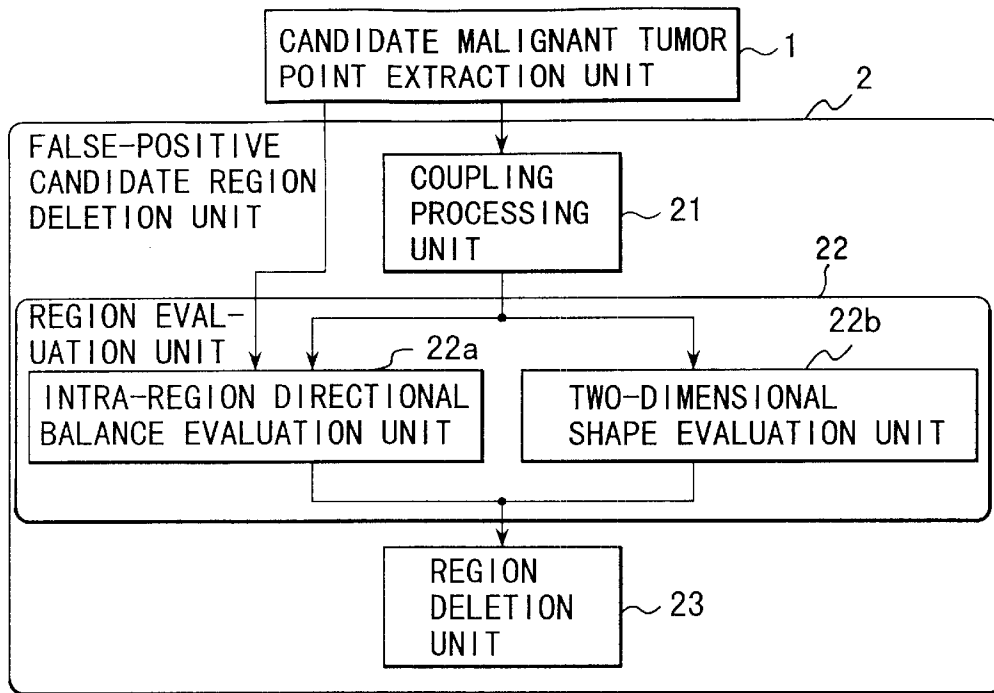 CANDIDATE MALIGNANT TUMOR
POINT EXTRACTION UNIT
1
2
FALSE-POSITIVE
CANDIDATE REGION
DELETION UNIT
COUPLING
PROCESSING
UNIT
21
22
REGION EVAL-
UATION UNIT
22a
22b
INTRA-REGION DIRECTIONAL
BALANCE EVALUATION UNIT
TWO-DIMENSIONAL
SHAPE EVALUATION UNIT
REGION
DELETION
UNIT
23